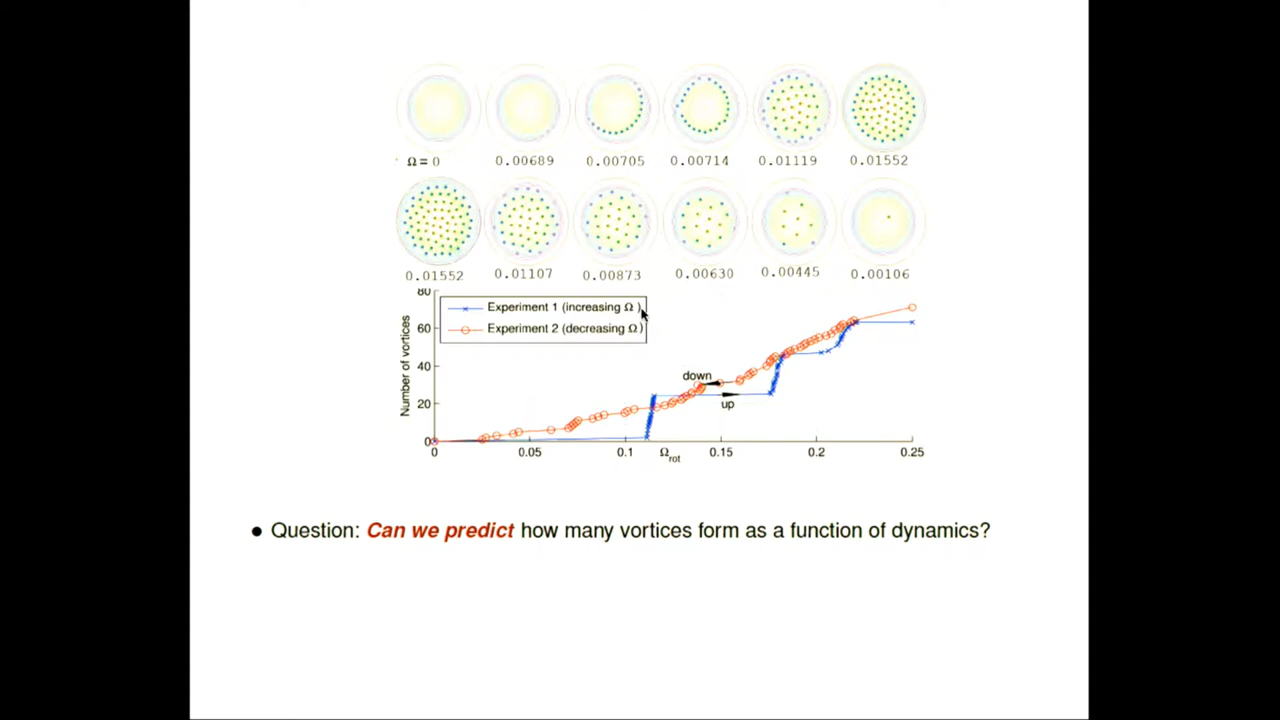 Ω = 0 0.00689 0.00705 0.00714 0.01119 0.01552
0.01552 0.01107 0.00873 0.00630 0.00445 0.00106
80
Experiment 1 (increasing Ω )
Experiment 2 (decreasing Ω)
60
40
20
0
Number of vortices
down
up
0 0.05 0.1 Ωrot 0.15 0.2 0.25
• Question: Can we predict how many vortices form as a function of dynamics?